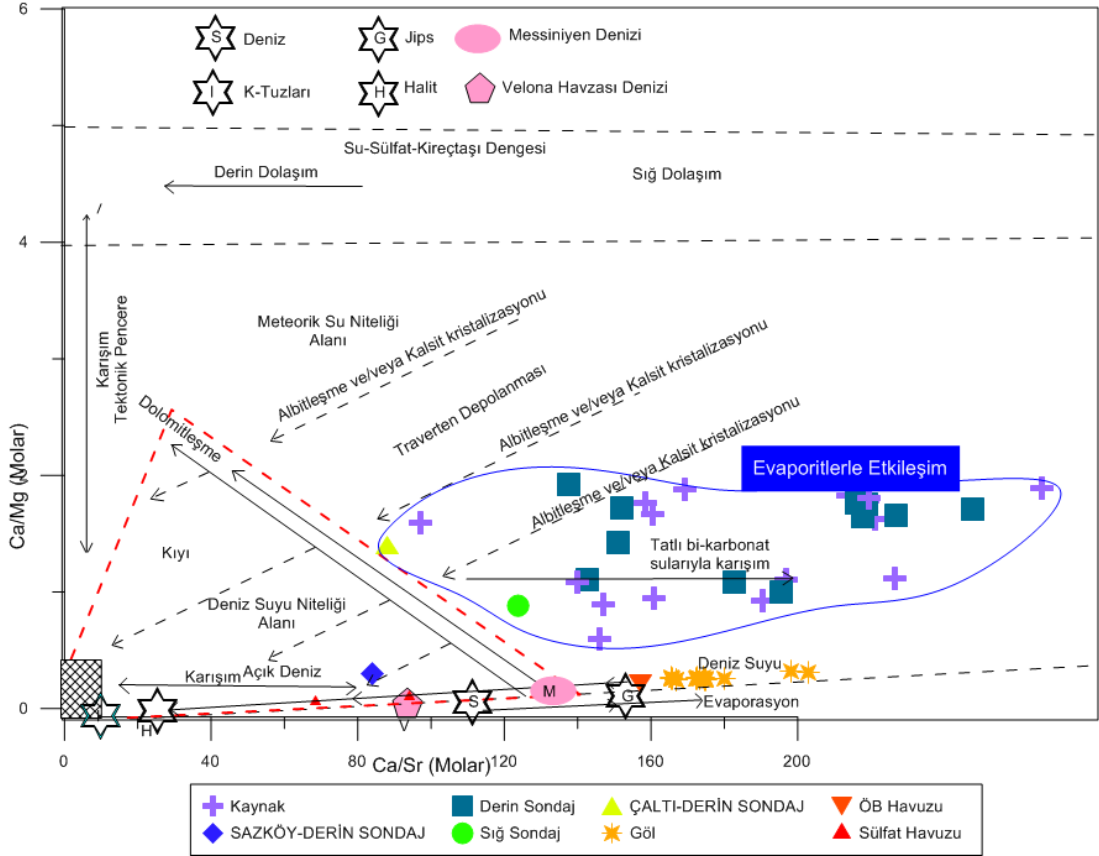 6
S
Deniz
G
Jips
Messiniyen Denizi
I
K-Tuzları
H
Halit
Velona Havzası Denizi
Su-Sülfat-Kireçtaşı Dengesi
Derin Dolaşım
Sığ Dolaşım
4
Karışım
Tektonik Pencere
Meteorik Su Niteliği
Alanı
Albitleşme ve/veya Kalsit kristalizasyonu
Traverten Depolanması
Albitleşme ve/veya Kalsit kristalizasyonu
Albitleşme ve/veya Kalsit kristalizasyonu
Dolomitleşme
Evaporitlerle Etkileşim
Ca/Mg (Molar)
2
Kıyı
Tatlı bi-karbonat
sularıyla karışım
Deniz Suyu Niteliği
Alanı
Açık Deniz
Karışım
Deniz Suyu
M
S
G
Evaporasyon
0
H
0
40
80
120
160
200
Ca/Sr (Molar)
Kaynak
Derin Sondaj
ÇALTI-DERİN SONDAJ
ÖB Havuzu
SAZKÖY-DERİN SONDAJ
Sığ Sondaj
Göl
Sülfat Havuzu